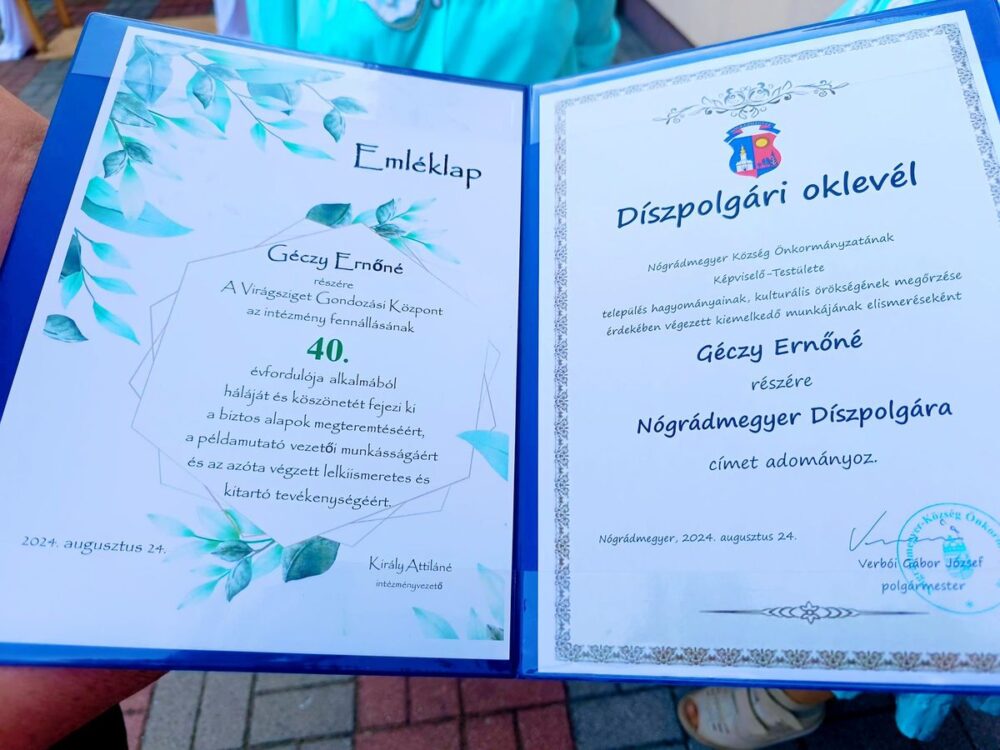 Emléklap
Géczy Ernőné
részére
A Virágsziget Gondozási Központ
az intézmény fennállásának
40.
évfordulója alkalmából
háláját és köszönetét fejezi ki
a biztos alapok megteremtéséért,
a példamutató vezetői munkásságáért
és az azóta végzett lelkiismeretes és
kitartó tevékenységéért.
2024. augusztus 24.
Király Attiláné
intézményvezető
Díszpolgári oklevél
Nógrádmegyer Község Önkormányzatának
Képviselő-Testülete
település hagyományainak, kulturális örökségének megőrzése
érdekében végezett kiemelkedő munkájának elismeréseként
Géczy Ernőné
részére
Nógrádmegyer Díszpolgára
címet adományoz.
Nógrádmegyer, 2024. augusztus 24.
Verbói Gábor József
polgármester